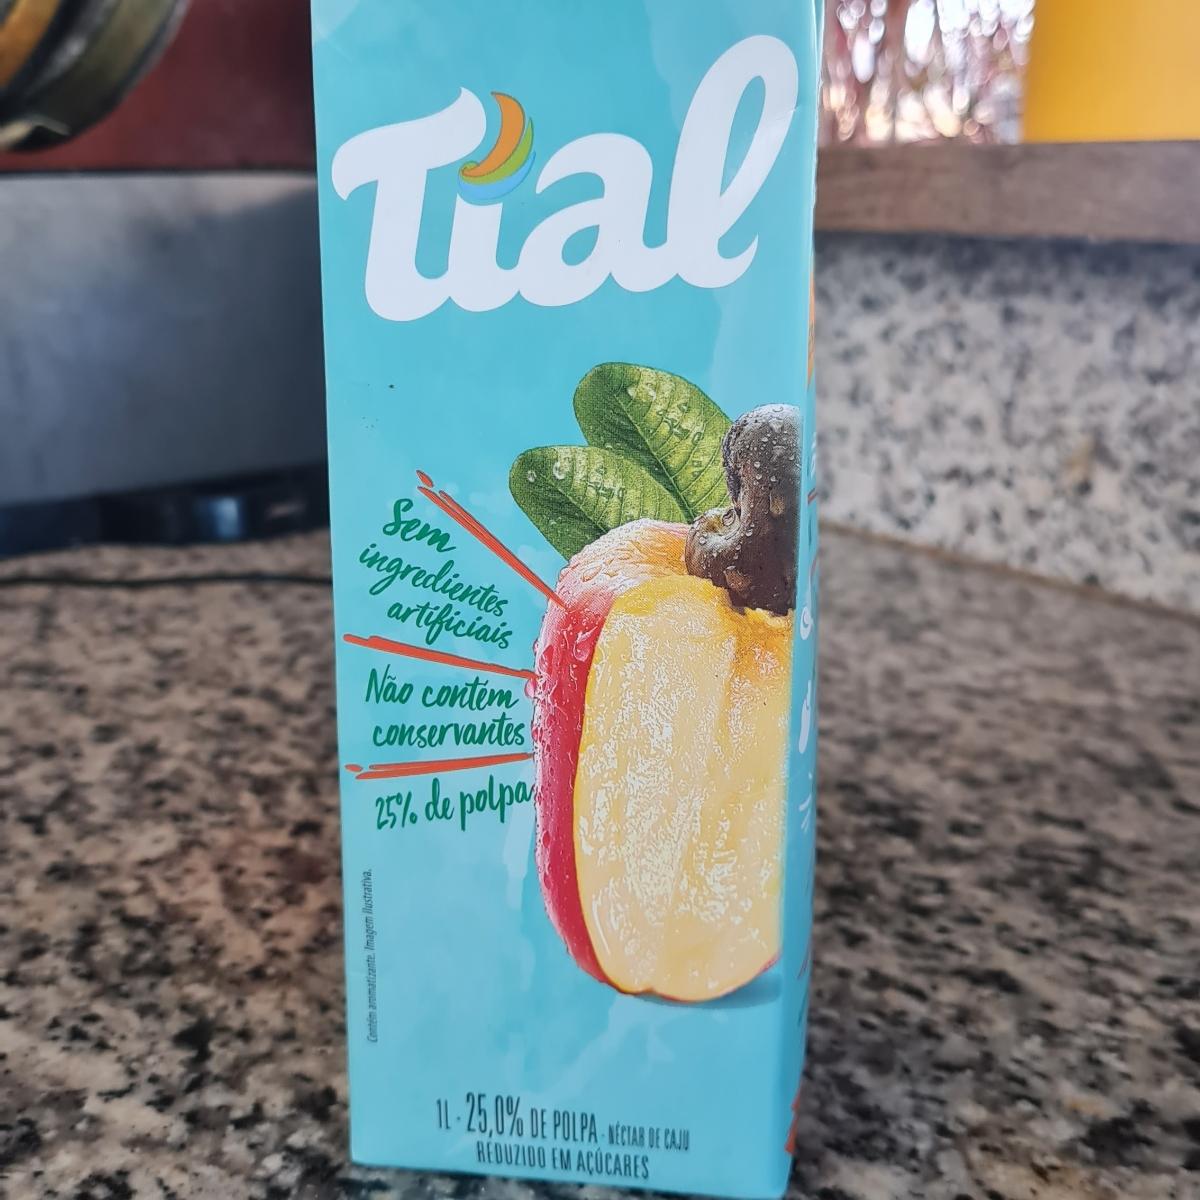 Tial
Sem
ingredientes
artificiais
Não contém
conservantes
25% de polpa
Contém aromatizante. Imagem ilustrativa.
1L · 25,0% DE POLPA · NÉCTAR DE CAJU
REDUZIDO EM AÇÚCARES